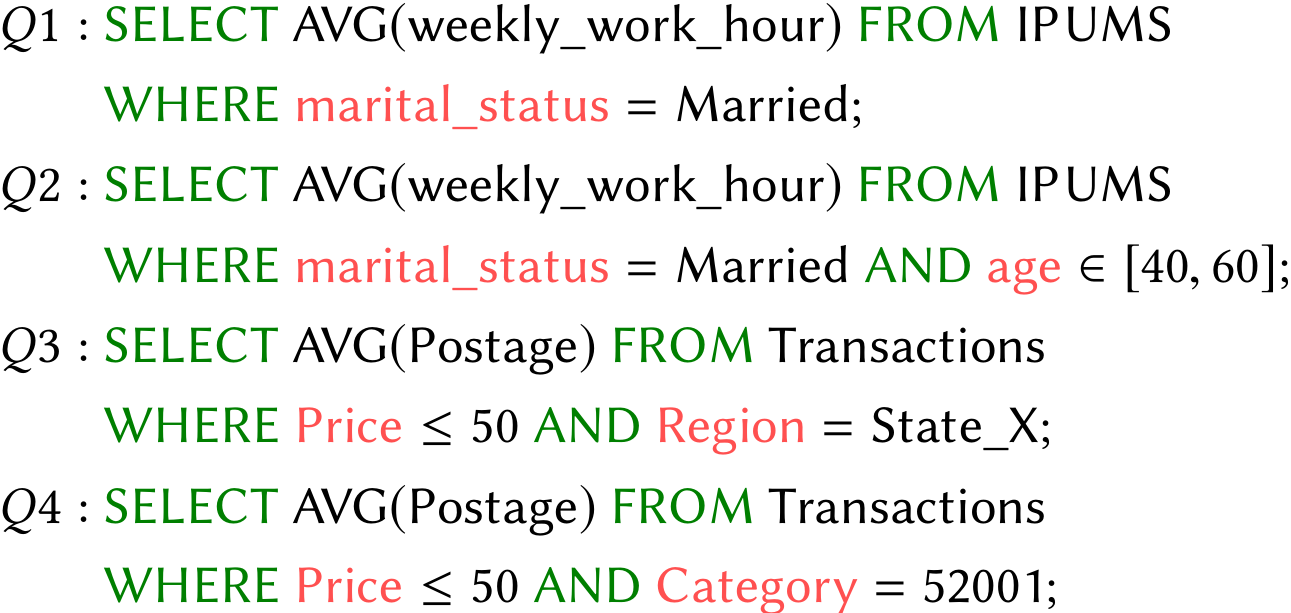 Q1 : SELECT AVG(weekly_work_hour) FROM IPUMS
WHERE marital_status = Married;
Q2 : SELECT AVG(weekly_work_hour) FROM IPUMS
WHERE marital_status = Married AND age ∈ [40, 60];
Q3 : SELECT AVG(Postage) FROM Transactions
WHERE Price ≤ 50 AND Region = State_X;
Q4 : SELECT AVG(Postage) FROM Transactions
WHERE Price ≤ 50 AND Category = 52001;